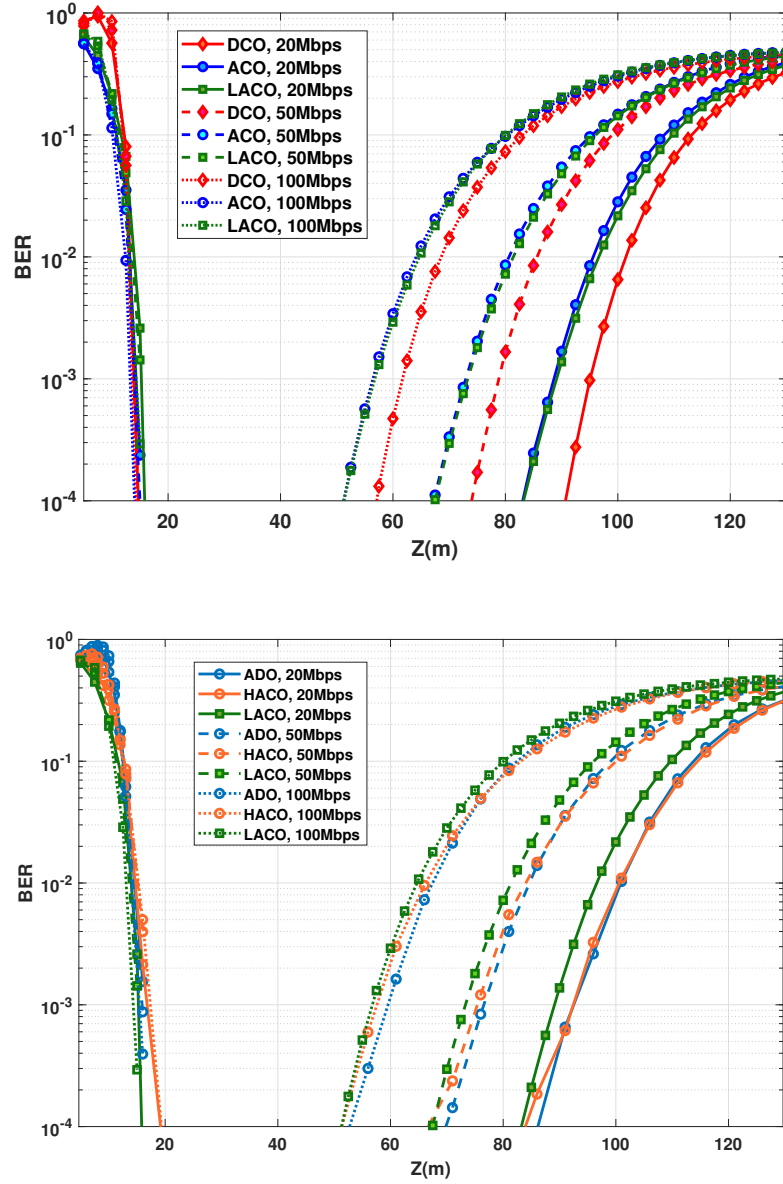 10^0
10^-1
10^-2
10^-3
10^-4
BER
DCO, 20Mbps
ACO, 20Mbps
LACO, 20Mbps
DCO, 50Mbps
ACO, 50Mbps
LACO, 50Mbps
DCO, 100Mbps
ACO, 100Mbps
LACO, 100Mbps
20 40 60 80 100 120
Z(m)
10^0
10^-1
10^-2
10^-3
10^-4
BER
ADO, 20Mbps
HACO, 20Mbps
LACO, 20Mbps
ADO, 50Mbps
HACO, 50Mbps
LACO, 50Mbps
ADO, 100Mbps
HACO, 100Mbps
LACO, 100Mbps
20 40 60 80 100 120
Z(m)